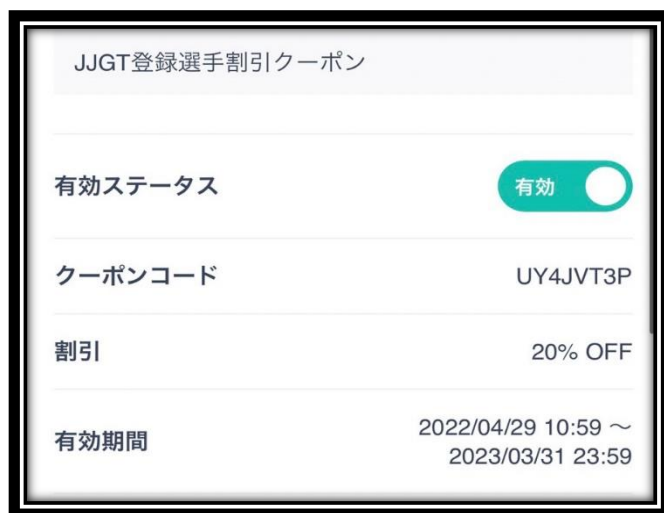 JJGT登録選手割引クーポン
有効ステータス
有効
クーポンコード
UY4JVT3P
割引
20% OFF
有効期間
2022/04/29 10:59 ~
2023/03/31 23:59